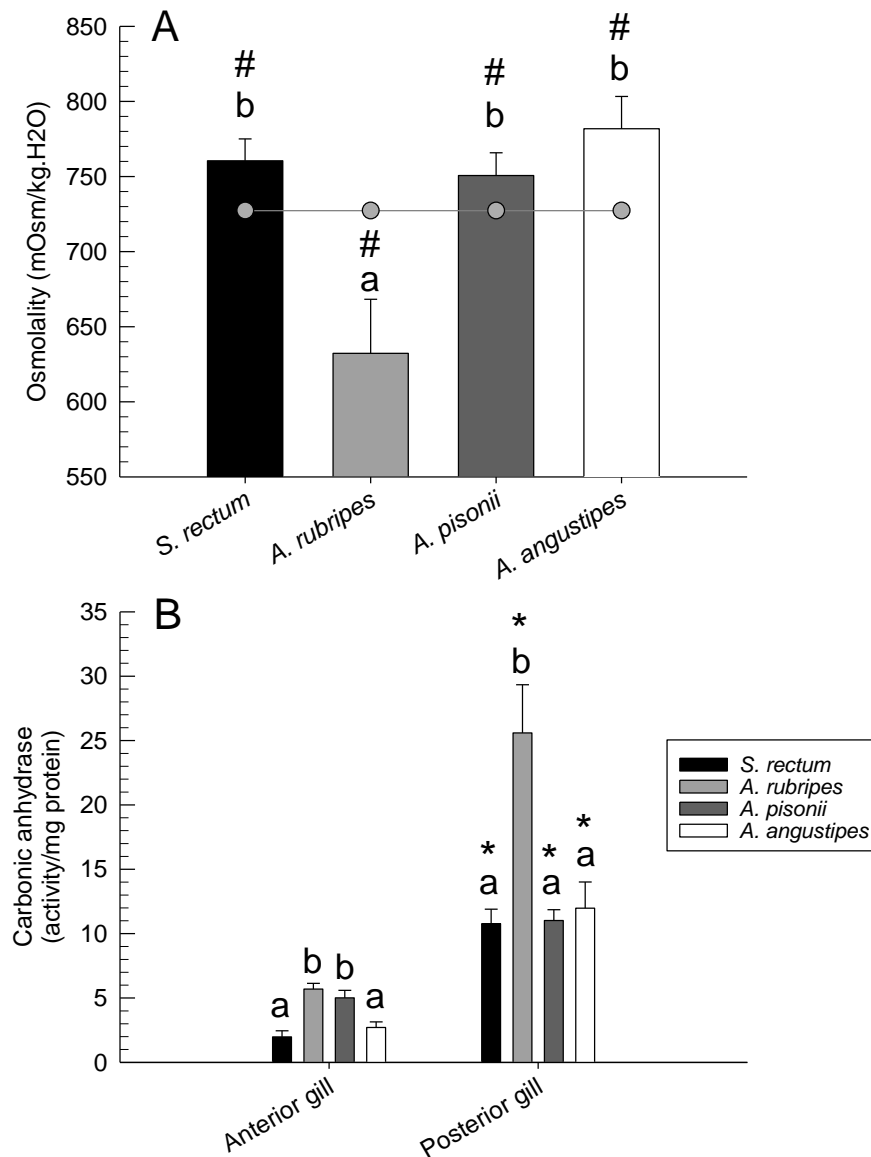 A
Osmolality (mOsm/kg.H2O)
850
800
750
700
650
600
550
#
b
#
a
#
b
#
b
S. rectum
A. rubripes
A. pisonii
A. angustipes
B
Carbonic anhydrase
(activity/mg protein)
35
30
25
20
15
10
5
0
a
b
b
a
*
a
*
b
*
a
*
a
Anterior gill
Posterior gill
S. rectum
A. rubripes
A. pisonii
A. angustipes